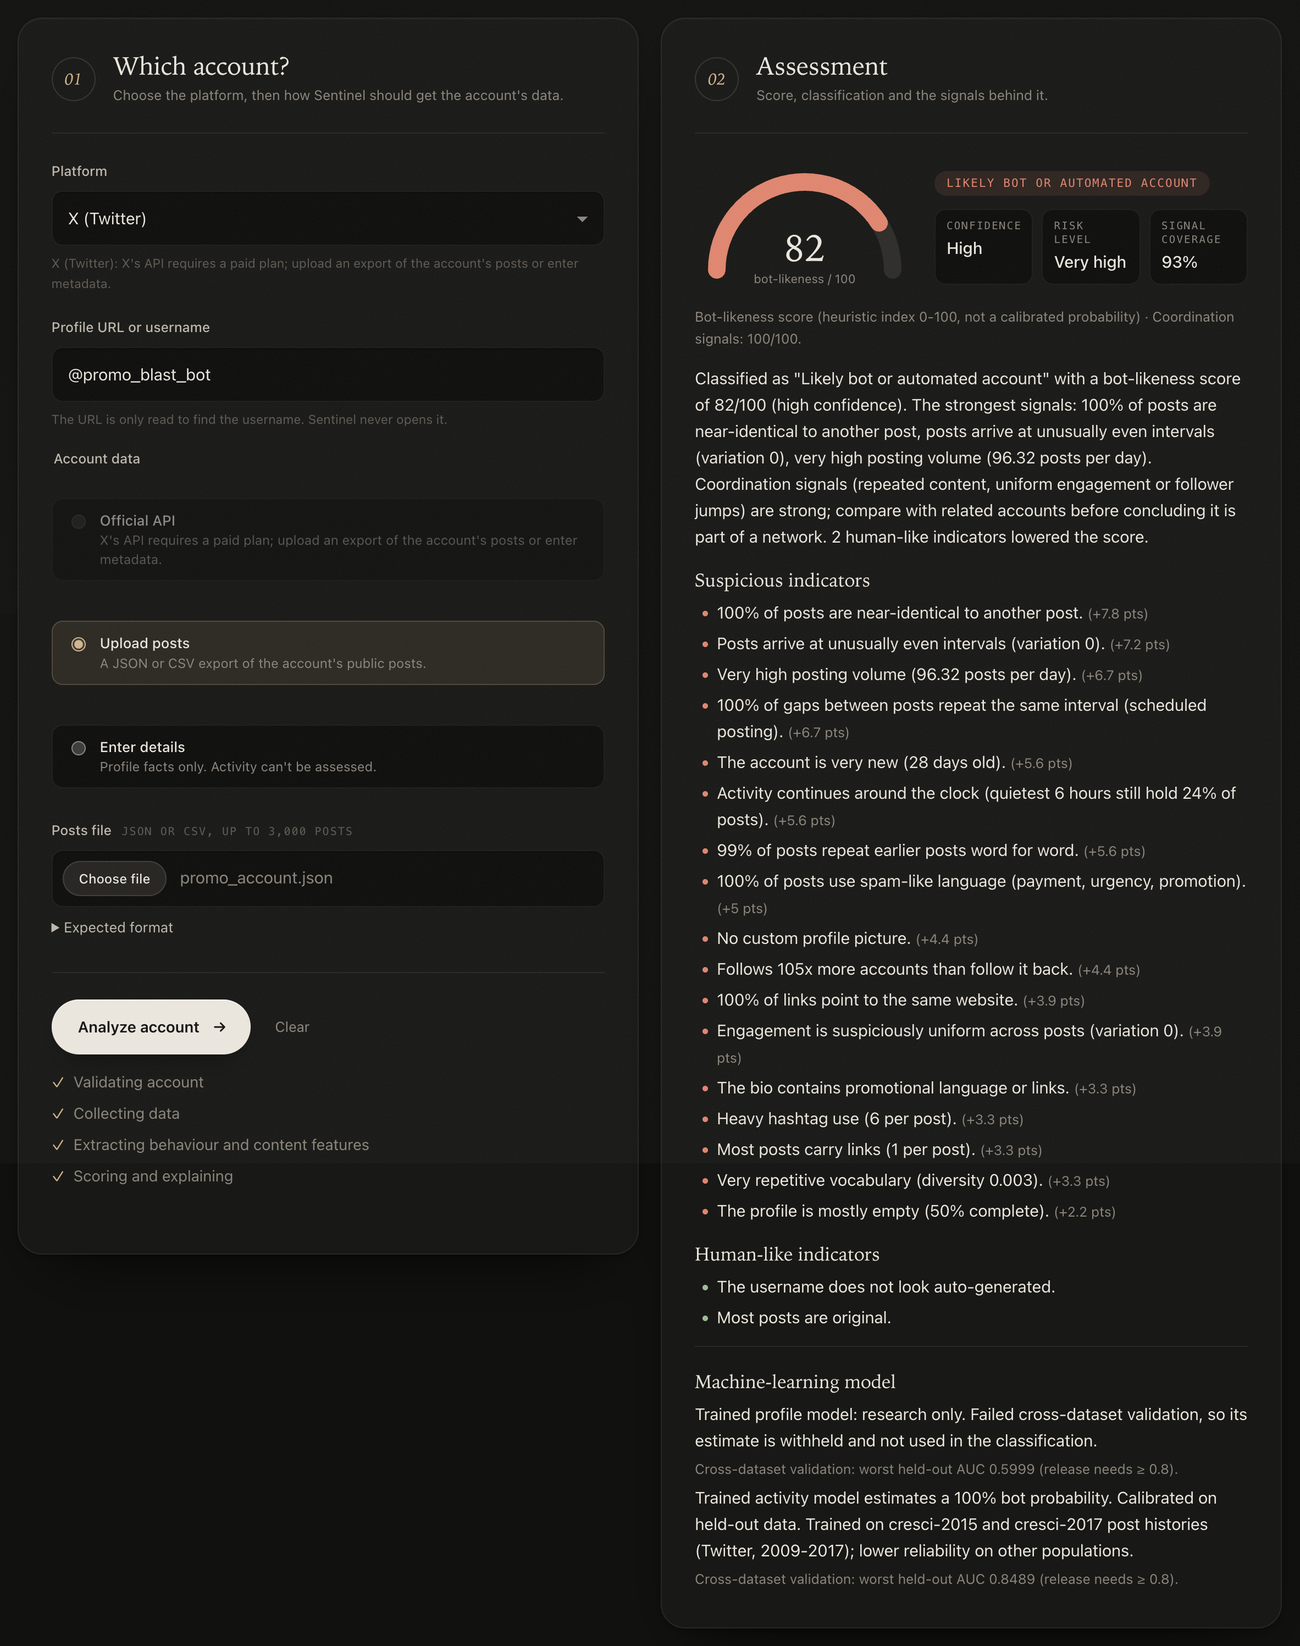 01
Which account?
Choose the platform, then how Sentinel should get the account's data.
Platform
X (Twitter)
X (Twitter): X's API requires a paid plan; upload an export of the account's posts or enter
metadata.
Profile URL or username
@promo_blast_bot
The URL is only read to find the username. Sentinel never opens it.
Account data
Official API
X's API requires a paid plan; upload an export of the account's posts or enter
metadata.
Upload posts
A JSON or CSV export of the account's public posts.
Enter details
Profile facts only. Activity can't be assessed.
Posts file JSON OR CSV, UP TO 3,000 POSTS
Choose file promo_account.json
Expected format
Analyze account → Clear
✓ Validating account
✓ Collecting data
✓ Extracting behaviour and content features
✓ Scoring and explaining
02
Assessment
Score, classification and the signals behind it.
82
bot-likeness / 100
LIKELY BOT OR AUTOMATED ACCOUNT
CONFIDENCE
High
RISK
LEVEL
Very high
SIGNAL
COVERAGE
93%
Bot-likeness score (heuristic index 0-100, not a calibrated probability) · Coordination
signals: 100/100.
Classified as "Likely bot or automated account" with a bot-likeness score
of 82/100 (high confidence). The strongest signals: 100% of posts are
near-identical to another post, posts arrive at unusually even intervals
(variation 0), very high posting volume (96.32 posts per day).
Coordination signals (repeated content, uniform engagement or follower
jumps) are strong; compare with related accounts before concluding it is
part of a network. 2 human-like indicators lowered the score.
Suspicious indicators
• 100% of posts are near-identical to another post. (+7.8 pts)
• Posts arrive at unusually even intervals (variation 0). (+7.2 pts)
• Very high posting volume (96.32 posts per day). (+6.7 pts)
• 100% of gaps between posts repeat the same interval (scheduled
posting). (+6.7 pts)
• The account is very new (28 days old). (+5.6 pts)
• Activity continues around the clock (quietest 6 hours still hold 24% of
posts). (+5.6 pts)
• 99% of posts repeat earlier posts word for word. (+5.6 pts)
• 100% of posts use spam-like language (payment, urgency, promotion).
(+5 pts)
• No custom profile picture. (+4.4 pts)
• Follows 105x more accounts than follow it back. (+4.4 pts)
• 100% of links point to the same website. (+3.9 pts)
• Engagement is suspiciously uniform across posts (variation 0). (+3.9
pts)
• The bio contains promotional language or links. (+3.3 pts)
• Heavy hashtag use (6 per post). (+3.3 pts)
• Most posts carry links (1 per post). (+3.3 pts)
• Very repetitive vocabulary (diversity 0.003). (+3.3 pts)
• The profile is mostly empty (50% complete). (+2.2 pts)
Human-like indicators
• The username does not look auto-generated.
• Most posts are original.
Machine-learning model
Trained profile model: research only. Failed cross-dataset validation, so its
estimate is withheld and not used in the classification.
Cross-dataset validation: worst held-out AUC 0.5999 (release needs ≥ 0.8).
Trained activity model estimates a 100% bot probability. Calibrated on
held-out data. Trained on cresci-2015 and cresci-2017 post histories
(Twitter, 2009-2017); lower reliability on other populations.
Cross-dataset validation: worst held-out AUC 0.8489 (release needs ≥ 0.8).